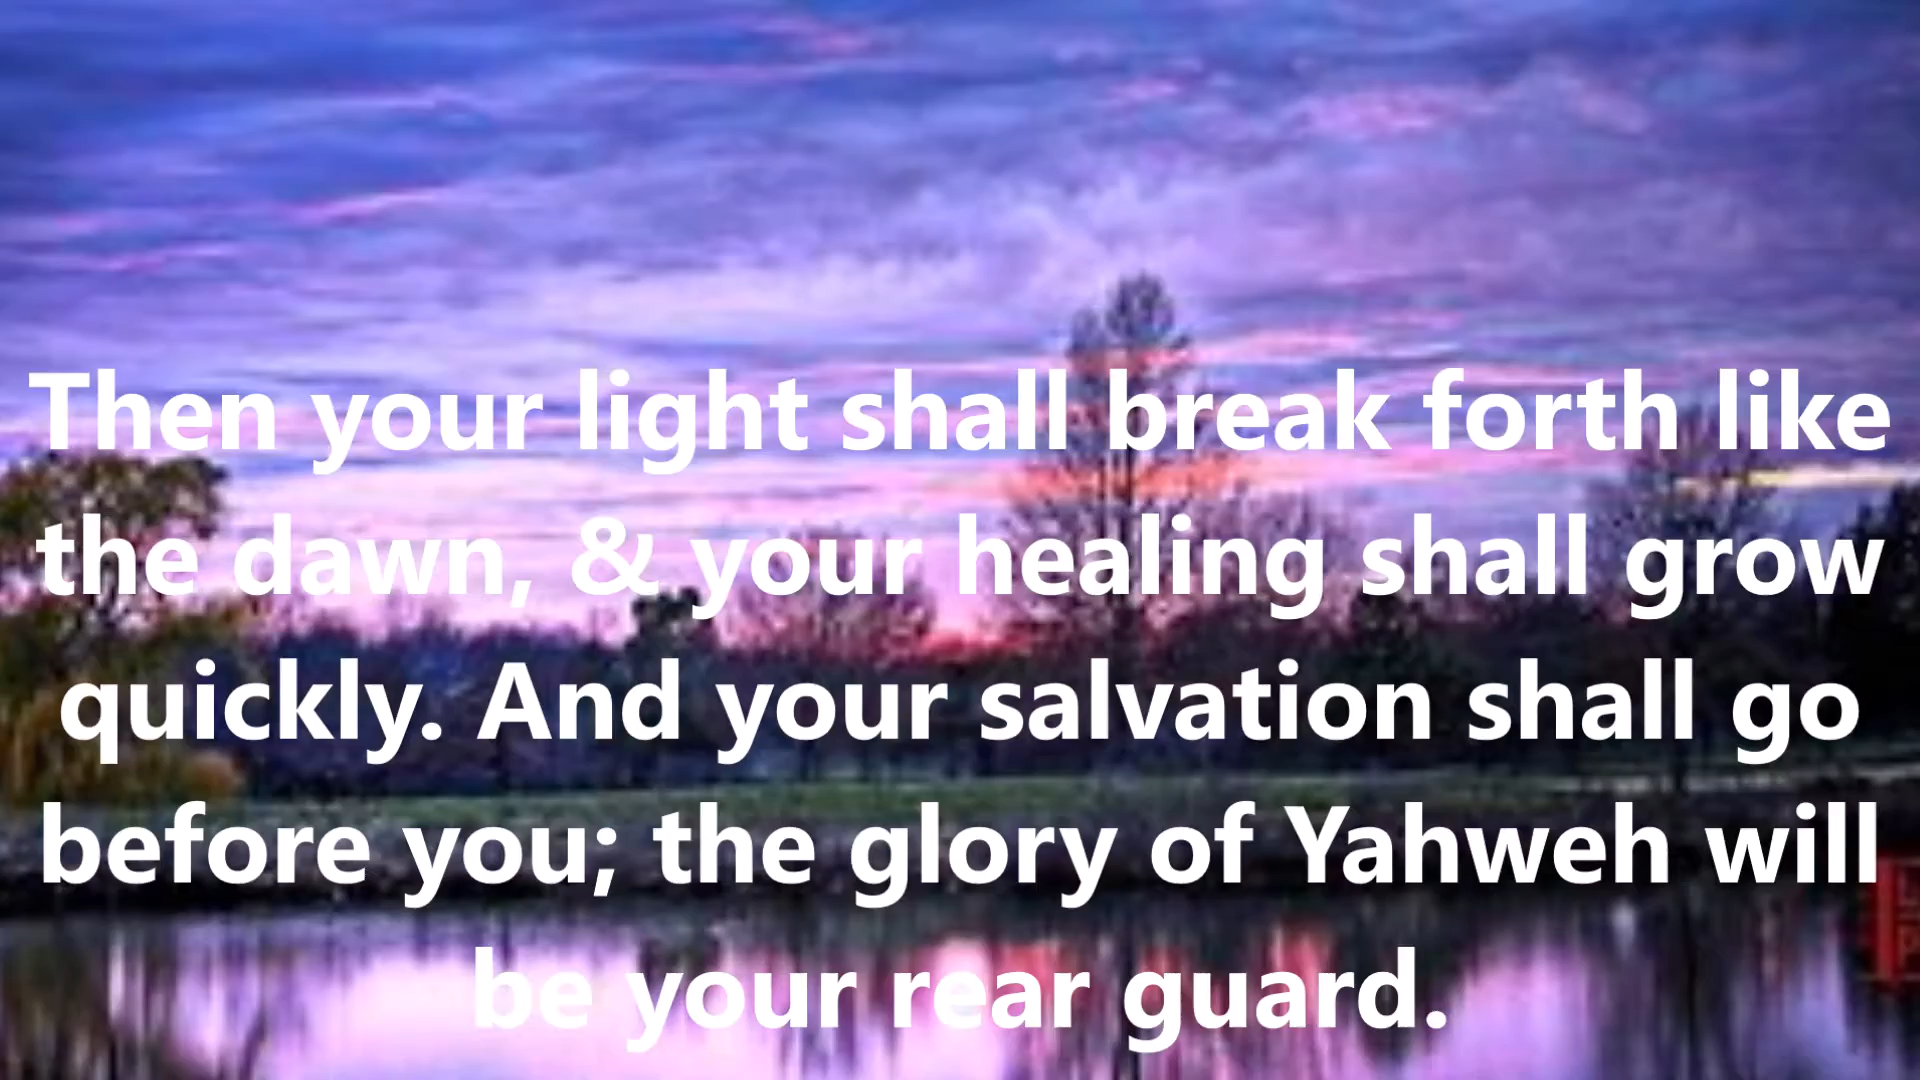 Then your light shall break forth like
the dawn, & your healing shall grow
quickly. And your salvation shall go
before you; the glory of Yahweh will
be your rear guard.